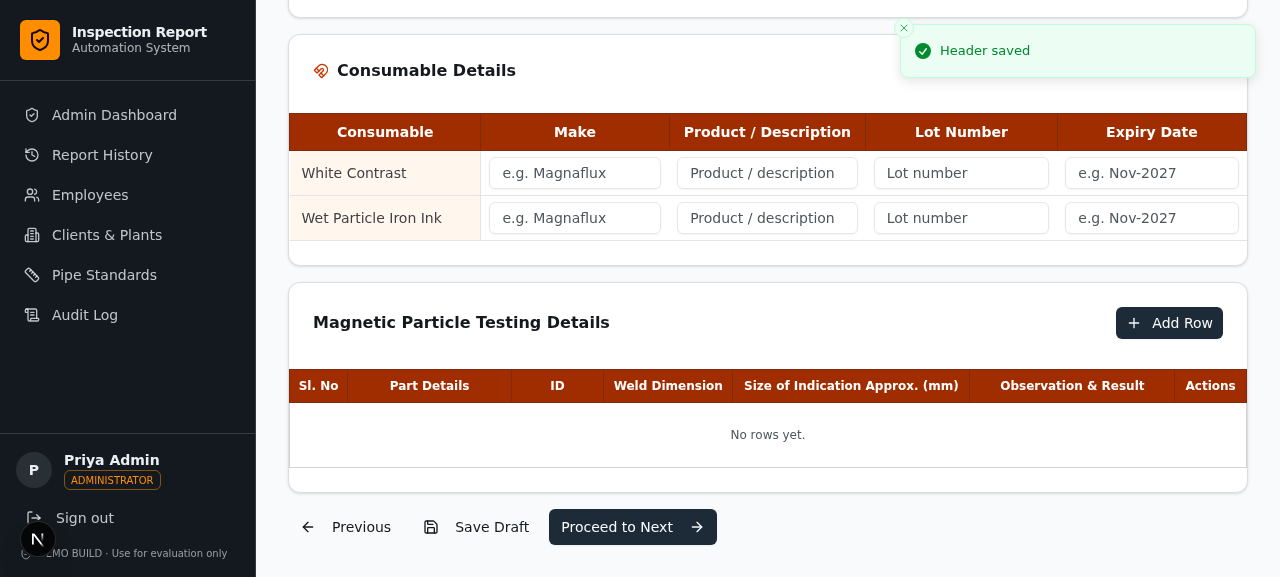 Inspection Report
Automation System
Admin Dashboard
Report History
Employees
Clients & Plants
Pipe Standards
Audit Log
P
Priya Admin
ADMINISTRATOR
Sign out
N
EMO BUILD · Use for evaluation only
Header saved
Consumable Details
Consumable Make Product / Description Lot Number Expiry Date
White Contrast e.g. Magnaflux Product / description Lot number e.g. Nov-2027
Wet Particle Iron Ink e.g. Magnaflux Product / description Lot number e.g. Nov-2027
Magnetic Particle Testing Details
Add Row
Sl. No Part Details ID Weld Dimension Size of Indication Approx. (mm) Observation & Result Actions
No rows yet.
Previous Save Draft Proceed to Next